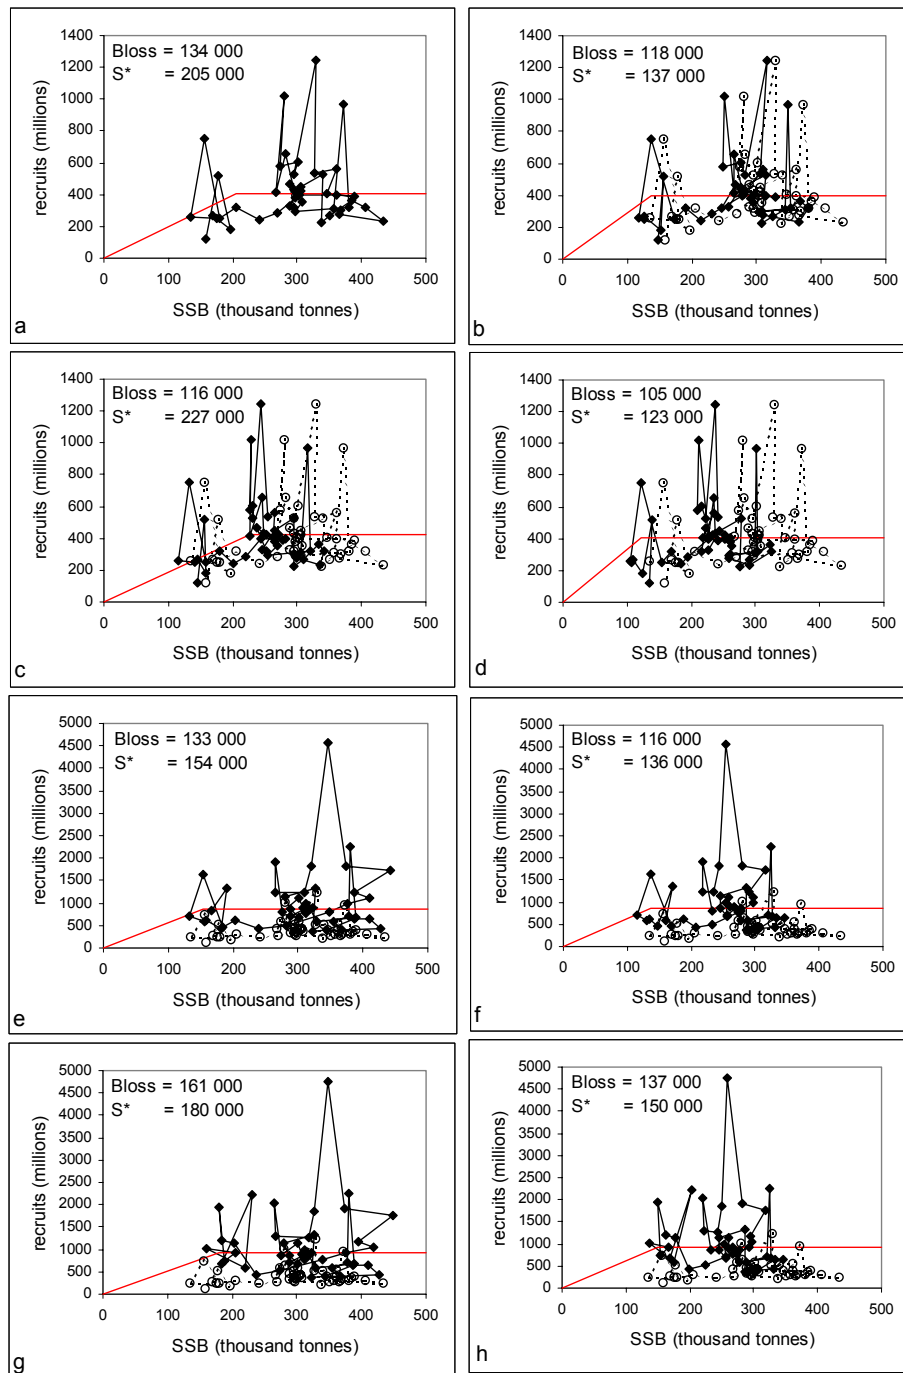 1400
1200
1000
800
600
400
200
0
recruits (millions)
Bloss = 134 000
S* = 205 000
0 100 200 300 400 500
SSB (thousand tonnes)
a
1400
1200
1000
800
600
400
200
0
recruits (millions)
Bloss = 118 000
S* = 137 000
0 100 200 300 400 500
SSB (thousand tonnes)
b
1400
1200
1000
800
600
400
200
0
recruits (millions)
Bloss = 116 000
S* = 227 000
0 100 200 300 400 500
SSB (thousand tonnes)
c
1400
1200
1000
800
600
400
200
0
recruits (millions)
Bloss = 105 000
S* = 123 000
0 100 200 300 400 500
SSB (thousand tonnes)
d
5000
4500
4000
3500
3000
2500
2000
1500
1000
500
0
recruits (millions)
Bloss = 133 000
S* = 154 000
0 100 200 300 400 500
SSB (thousand tonnes)
e
5000
4500
4000
3500
3000
2500
2000
1500
1000
500
0
recruits (millions)
Bloss = 116 000
S* = 136 000
0 100 200 300 400 500
SSB (thousand tonnes)
f
5000
4500
4000
3500
3000
2500
2000
1500
1000
500
0
recruits (millions)
Bloss = 161 000
S* = 180 000
0 100 200 300 400 500
SSB (thousand tonnes)
g
5000
4500
4000
3500
3000
2500
2000
1500
1000
500
0
recruits (millions)
Bloss = 137 000
S* = 150 000
0 100 200 300 400 500
SSB (thousand tonnes)
h